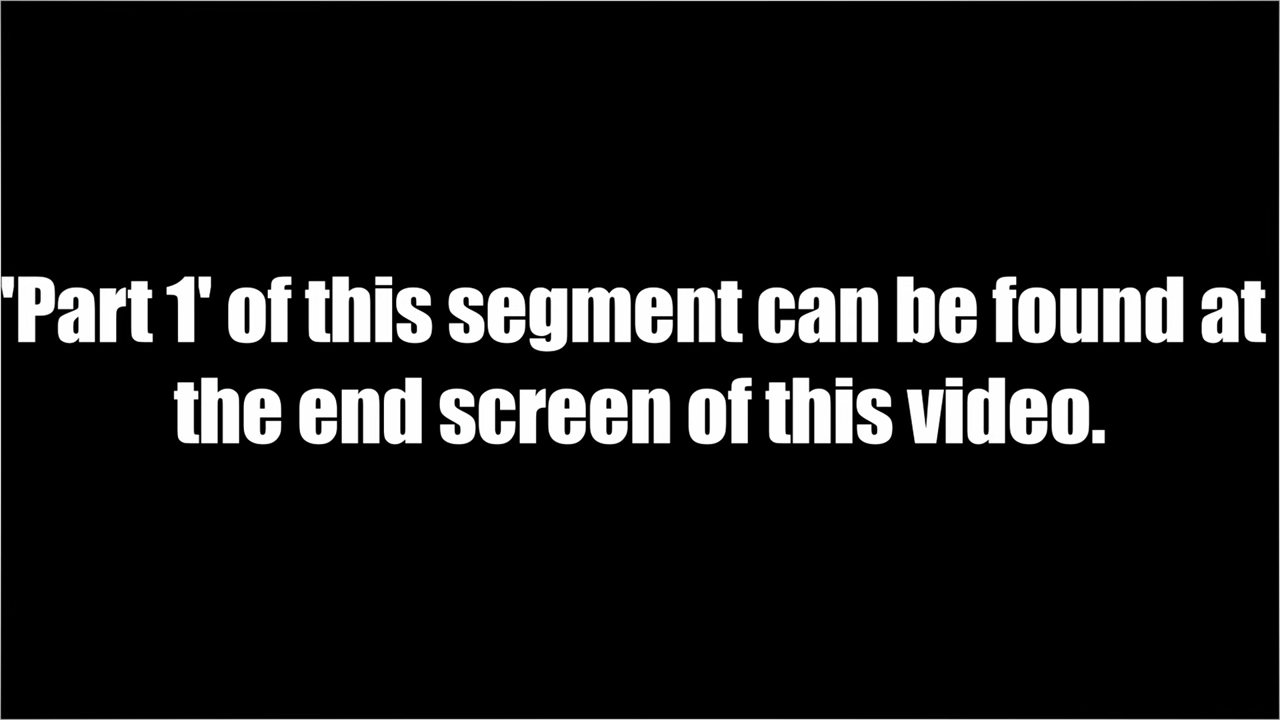 'Part 1' of this segment can be found at
the end screen of this video.